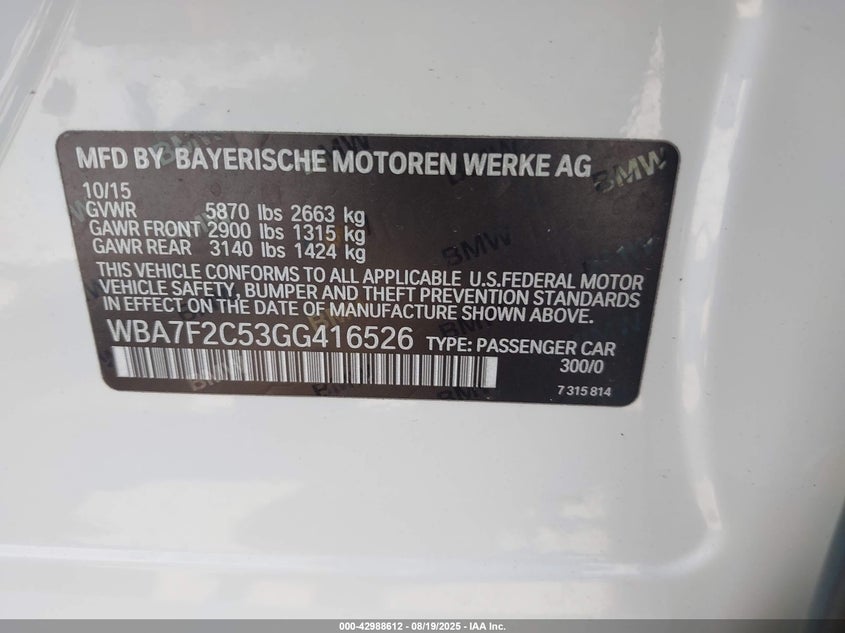 MFD BY BAYERISCHE MOTOREN WERKE AG
10/15
GVWR 5870 lbs 2663 kg
GAWR FRONT 2900 lbs 1315 kg
GAWR REAR 3140 lbs 1424 kg
THIS VEHICLE CONFORMS TO ALL APPLICABLE U.S.FEDERAL MOTOR
VEHICLE SAFETY, BUMPER AND THEFT PREVENTION STANDARDS
IN EFFECT ON THE DATE OF MANUFACTURE SHOWN ABOVE.
WBA7F2C53GG416526 TYPE: PASSENGER CAR
300/0
7 315 814
000-42988612 - 08/19/2025 - IAA Inc.